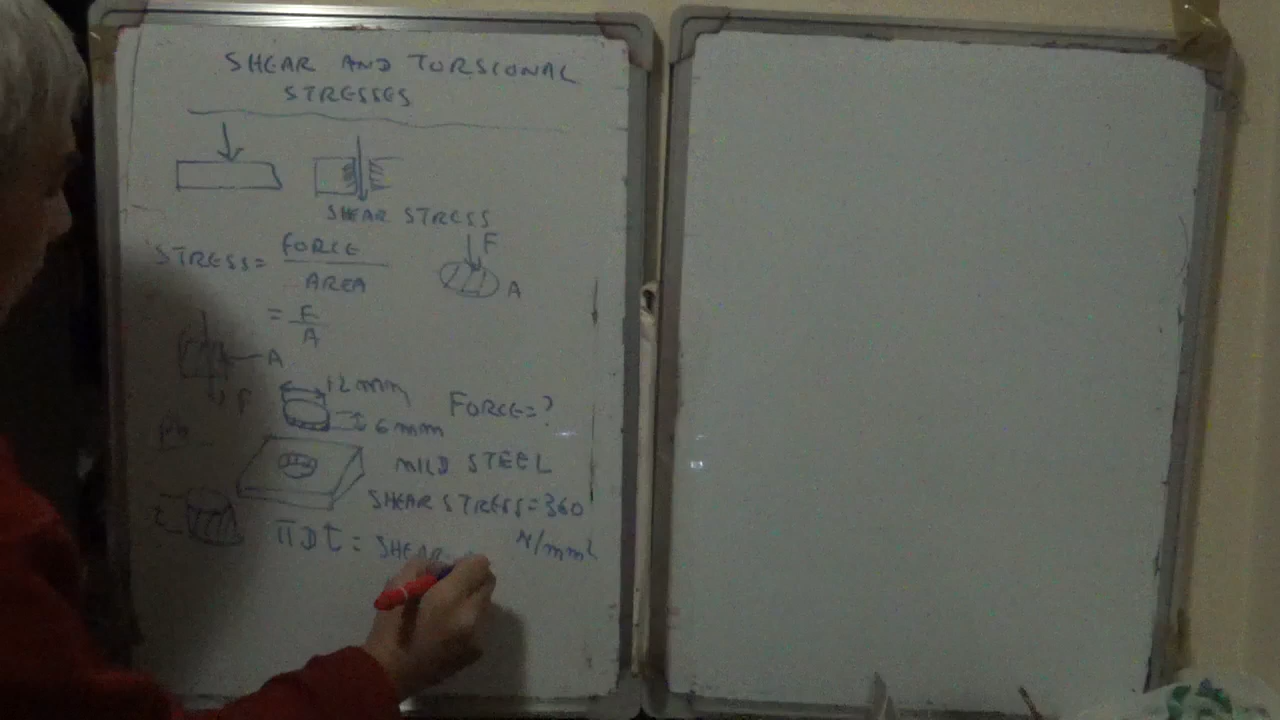 SHEAR AND TORSIONAL
STRESSES
SHEAR STRESS
STRESS = FORCE
AREA
F
A
= F
A
A
F
12 mm
6 mm
FORCE = ?
MILD STEEL
SHEAR STRESS = 360
N/mm²
t
πDt = SHEAR